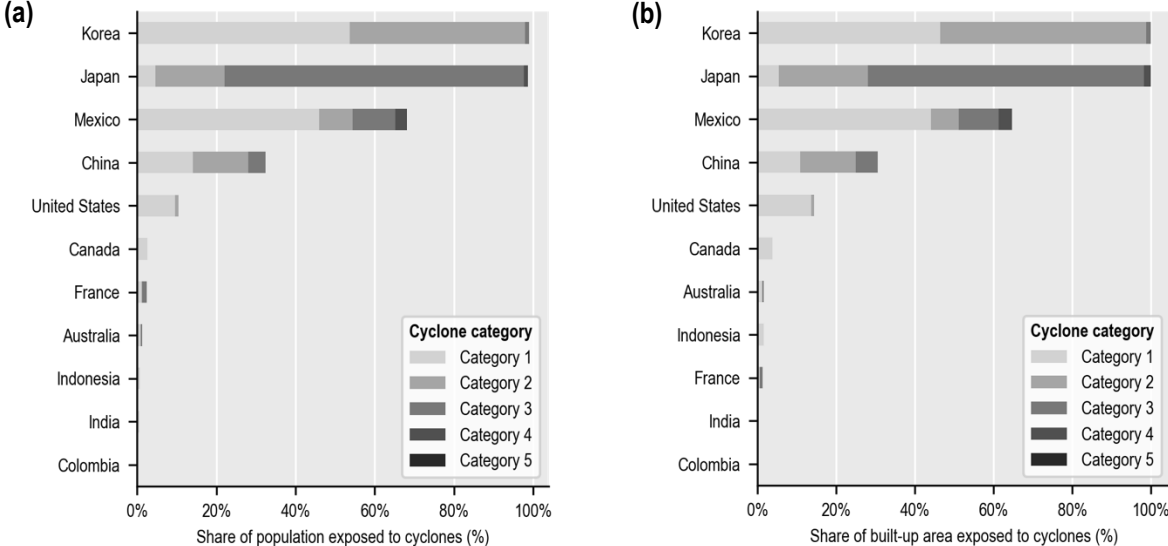 (a)
Korea
Japan
Mexico
China
United States
Canada
France
Australia
Indonesia
India
Colombia
Cyclone category
Category 1
Category 2
Category 3
Category 4
Category 5
0% 20% 40% 60% 80% 100%
Share of population exposed to cyclones (%)
(b)
Korea
Japan
Mexico
China
United States
Canada
Australia
Indonesia
France
India
Colombia
Cyclone category
Category 1
Category 2
Category 3
Category 4
Category 5
0% 20% 40% 60% 80% 100%
Share of built-up area exposed to cyclones (%)